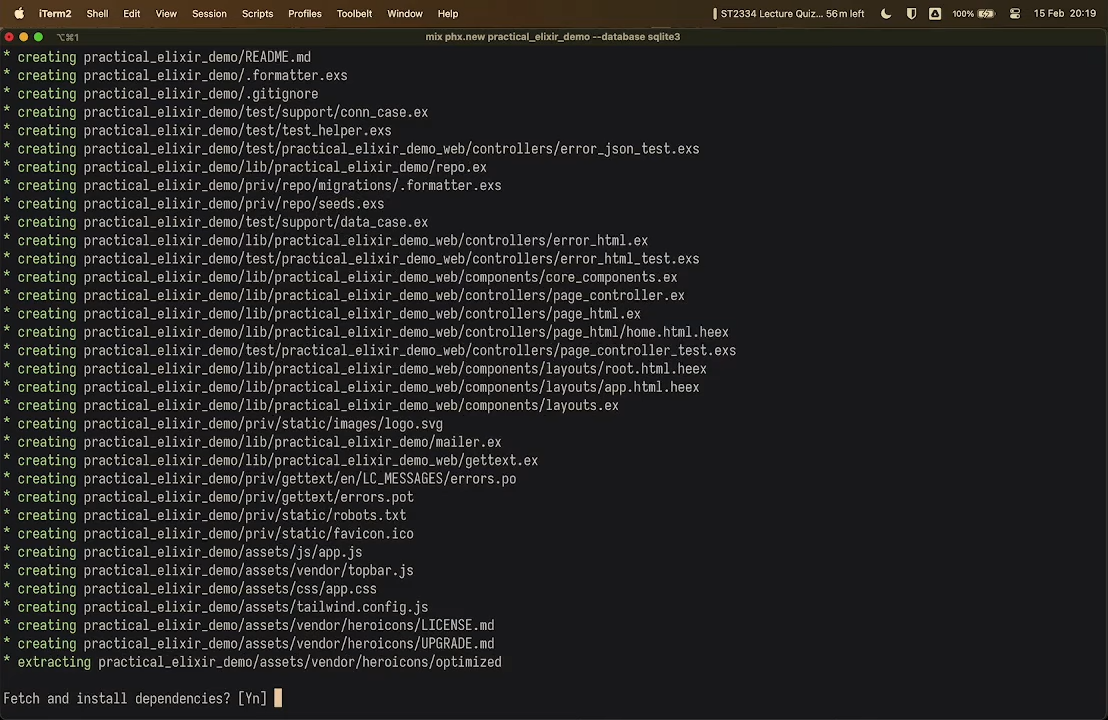 iTerm2 Shell Edit View Session Scripts Profiles Toolbelt Window Help ST2334 Lecture Quiz... 56 m left 100% 15 Feb 20:19
⌥⌘1 mix phx.new practical_elixir_demo --database sqlite3
* creating practical_elixir_demo/README.md
* creating practical_elixir_demo/.formatter.exs
* creating practical_elixir_demo/.gitignore
* creating practical_elixir_demo/test/support/conn_case.ex
* creating practical_elixir_demo/test/test_helper.exs
* creating practical_elixir_demo/test/practical_elixir_demo_web/controllers/error_json_test.exs
* creating practical_elixir_demo/lib/practical_elixir_demo/repo.ex
* creating practical_elixir_demo/priv/repo/migrations/.formatter.exs
* creating practical_elixir_demo/priv/repo/seeds.exs
* creating practical_elixir_demo/test/support/data_case.ex
* creating practical_elixir_demo/lib/practical_elixir_demo_web/controllers/error_html.ex
* creating practical_elixir_demo/test/practical_elixir_demo_web/controllers/error_html_test.exs
* creating practical_elixir_demo/lib/practical_elixir_demo_web/components/core_components.ex
* creating practical_elixir_demo/lib/practical_elixir_demo_web/controllers/page_controller.ex
* creating practical_elixir_demo/lib/practical_elixir_demo_web/controllers/page_html.ex
* creating practical_elixir_demo/lib/practical_elixir_demo_web/controllers/page_html/home.html.heex
* creating practical_elixir_demo/test/practical_elixir_demo_web/controllers/page_controller_test.exs
* creating practical_elixir_demo/lib/practical_elixir_demo_web/components/layouts/root.html.heex
* creating practical_elixir_demo/lib/practical_elixir_demo_web/components/layouts/app.html.heex
* creating practical_elixir_demo/lib/practical_elixir_demo_web/components/layouts.ex
* creating practical_elixir_demo/priv/static/images/logo.svg
* creating practical_elixir_demo/lib/practical_elixir_demo/mailer.ex
* creating practical_elixir_demo/lib/practical_elixir_demo_web/gettext.ex
* creating practical_elixir_demo/priv/gettext/en/LC_MESSAGES/errors.po
* creating practical_elixir_demo/priv/gettext/errors.pot
* creating practical_elixir_demo/priv/static/robots.txt
* creating practical_elixir_demo/priv/static/favicon.ico
* creating practical_elixir_demo/assets/js/app.js
* creating practical_elixir_demo/assets/vendor/topbar.js
* creating practical_elixir_demo/assets/css/app.css
* creating practical_elixir_demo/assets/tailwind.config.js
* creating practical_elixir_demo/assets/vendor/heroicons/LICENSE.md
* creating practical_elixir_demo/assets/vendor/heroicons/UPGRADE.md
* extracting practical_elixir_demo/assets/vendor/heroicons/optimized
Fetch and install dependencies? [Yn]